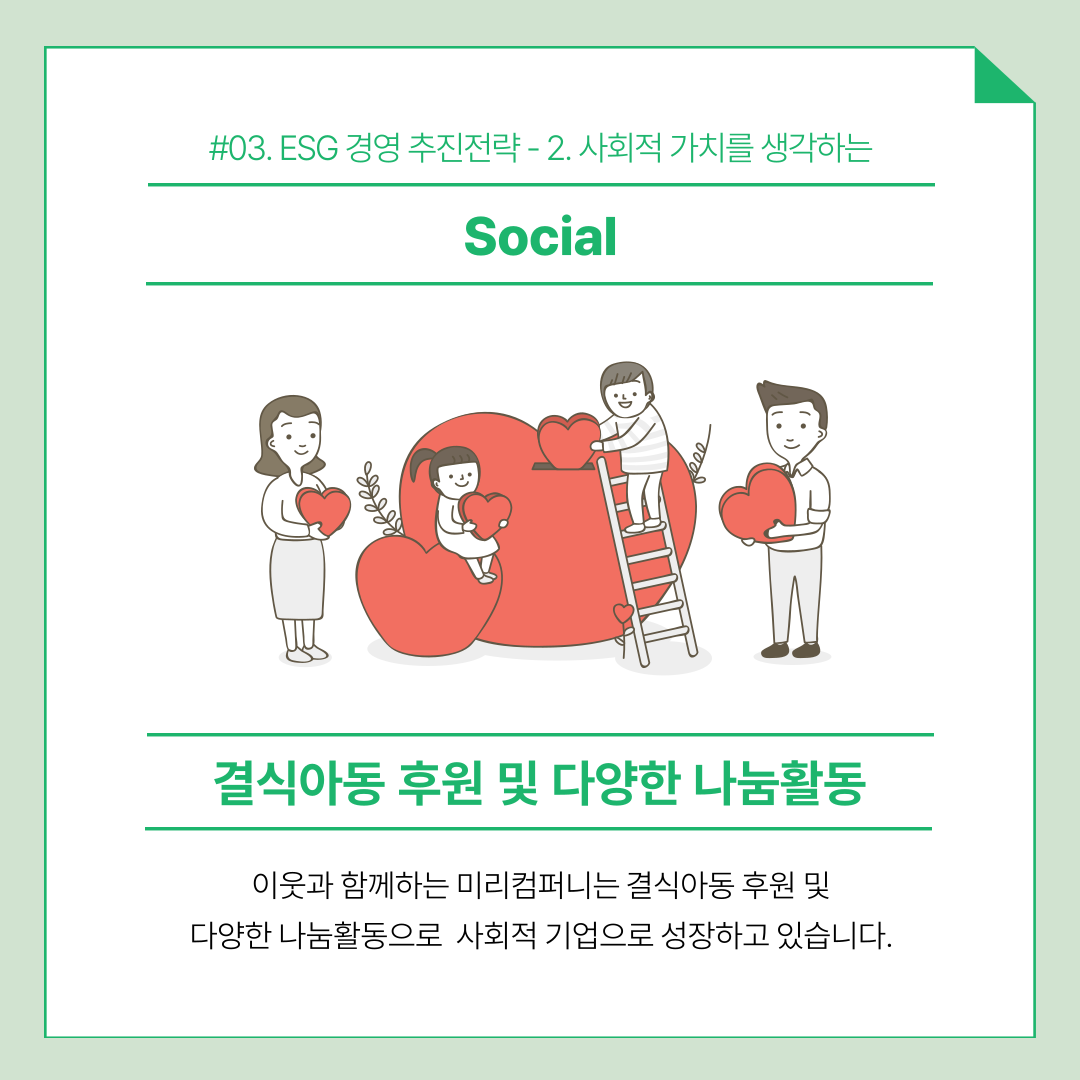 #03. ESG 경영 추진전략 - 2. 사회적 가치를 생각하는
Social
결식아동 후원 및 다양한 나눔활동
이웃과 함께하는 미리컴퍼니는 결식아동 후원 및
다양한 나눔활동으로 사회적 기업으로 성장하고 있습니다.